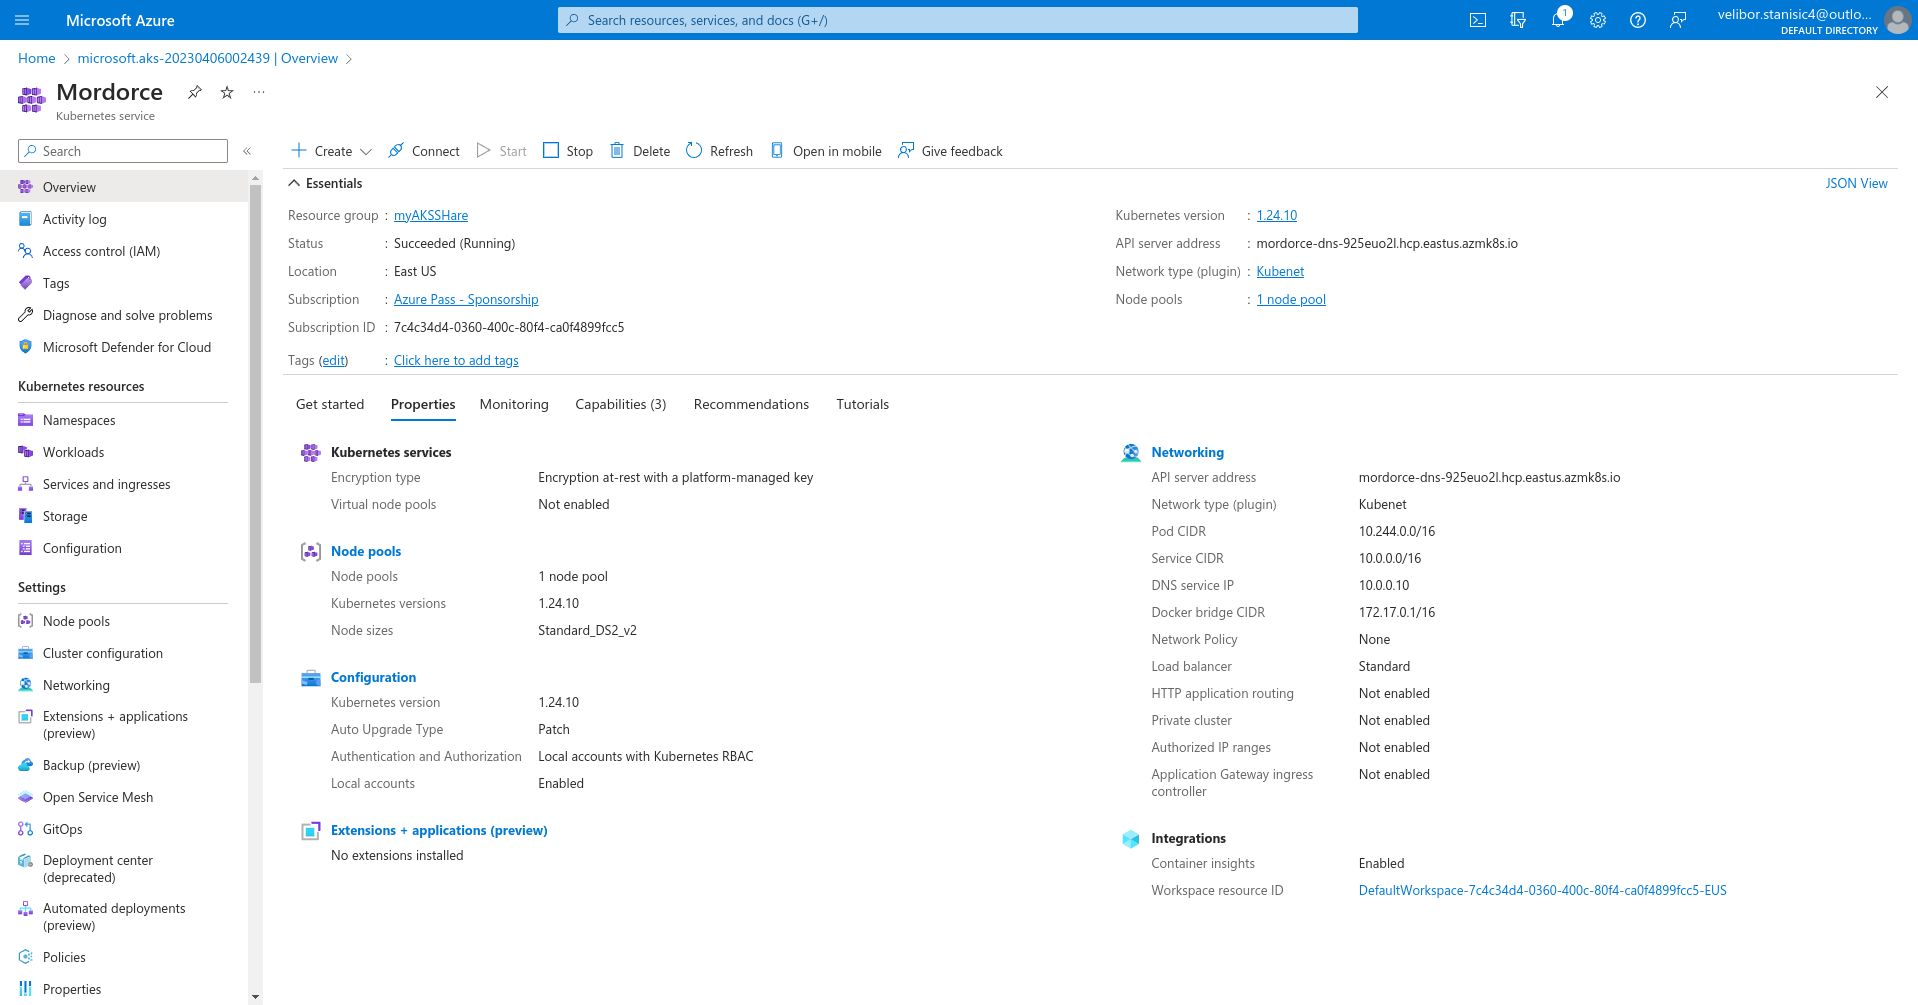 Microsoft Azure
Search resources, services, and docs (G+/)
1
velibor.stanisic4@outlo...
DEFAULT DIRECTORY
Home > microsoft.aks-20230406002439 | Overview >
Mordorce
Kubernetes service
Search
«
Create
Connect
Start
Stop
Delete
Refresh
Open in mobile
Give feedback
Overview
Activity log
Access control (IAM)
Tags
Diagnose and solve problems
Microsoft Defender for Cloud
Kubernetes resources
Namespaces
Workloads
Services and ingresses
Storage
Configuration
Settings
Node pools
Cluster configuration
Networking
Extensions + applications
(preview)
Backup (preview)
Open Service Mesh
GitOps
Deployment center
(deprecated)
Automated deployments
(preview)
Policies
Properties
Essentials
JSON View
Resource group : myAKSSHare
Status : Succeeded (Running)
Location : East US
Subscription : Azure Pass - Sponsorship
Subscription ID : 7c4c34d4-0360-400c-80f4-ca0f4899fcc5
Tags (edit) : Click here to add tags
Kubernetes version : 1.24.10
API server address : mordorce-dns-925euo2l.hcp.eastus.azmk8s.io
Network type (plugin) : Kubenet
Node pools : 1 node pool
Get started
Properties
Monitoring
Capabilities (3)
Recommendations
Tutorials
Kubernetes services
Encryption type Encryption at-rest with a platform-managed key
Virtual node pools Not enabled
Node pools
Node pools 1 node pool
Kubernetes versions 1.24.10
Node sizes Standard_DS2_v2
Configuration
Kubernetes version 1.24.10
Auto Upgrade Type Patch
Authentication and Authorization Local accounts with Kubernetes RBAC
Local accounts Enabled
Extensions + applications (preview)
No extensions installed
Networking
API server address mordorce-dns-925euo2l.hcp.eastus.azmk8s.io
Network type (plugin) Kubenet
Pod CIDR 10.244.0.0/16
Service CIDR 10.0.0.0/16
DNS service IP 10.0.0.10
Docker bridge CIDR 172.17.0.1/16
Network Policy None
Load balancer Standard
HTTP application routing Not enabled
Private cluster Not enabled
Authorized IP ranges Not enabled
Application Gateway ingress Not enabled
controller
Integrations
Container insights Enabled
Workspace resource ID DefaultWorkspace-7c4c34d4-0360-400c-80f4-ca0f4899fcc5-EUS